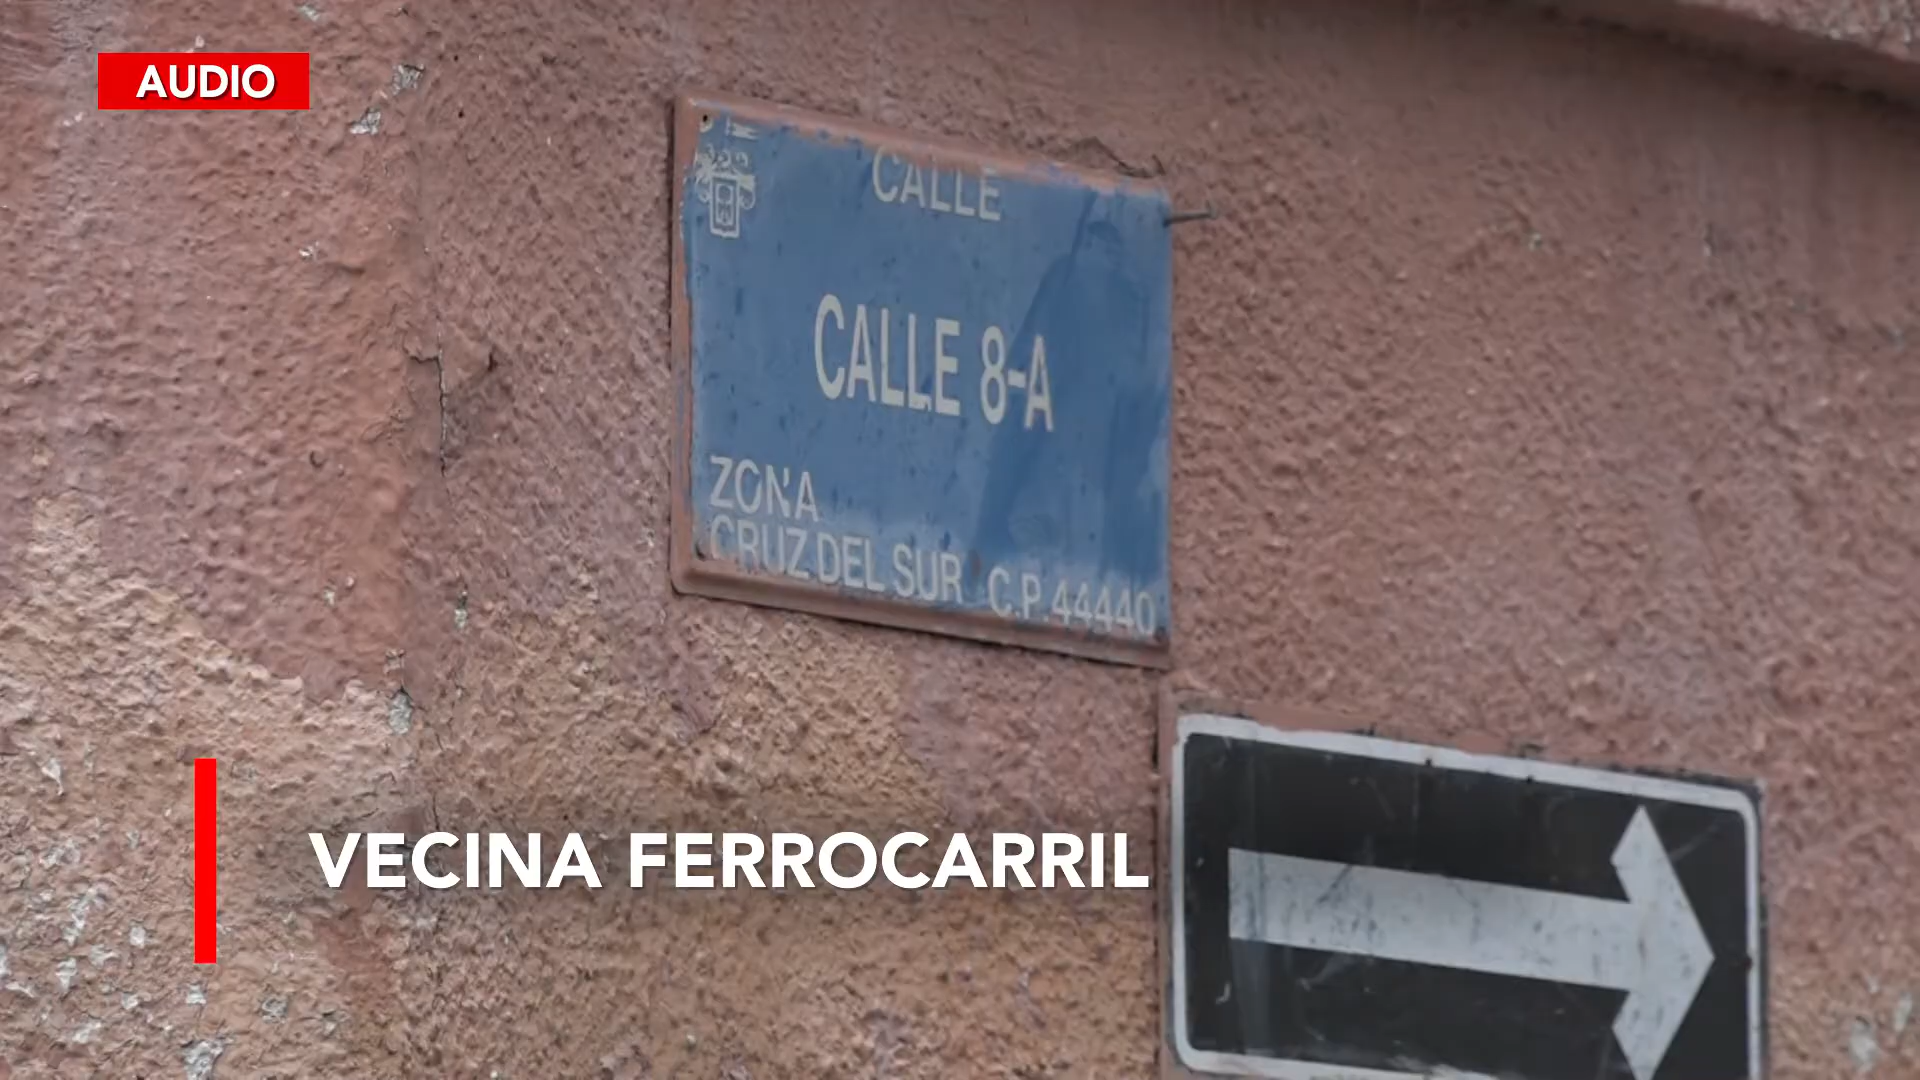 AUDIO
CALLE
CALLE 8-A
ZONA
CRUZ DEL SUR C.P. 44440
VECINA FERROCARRIL